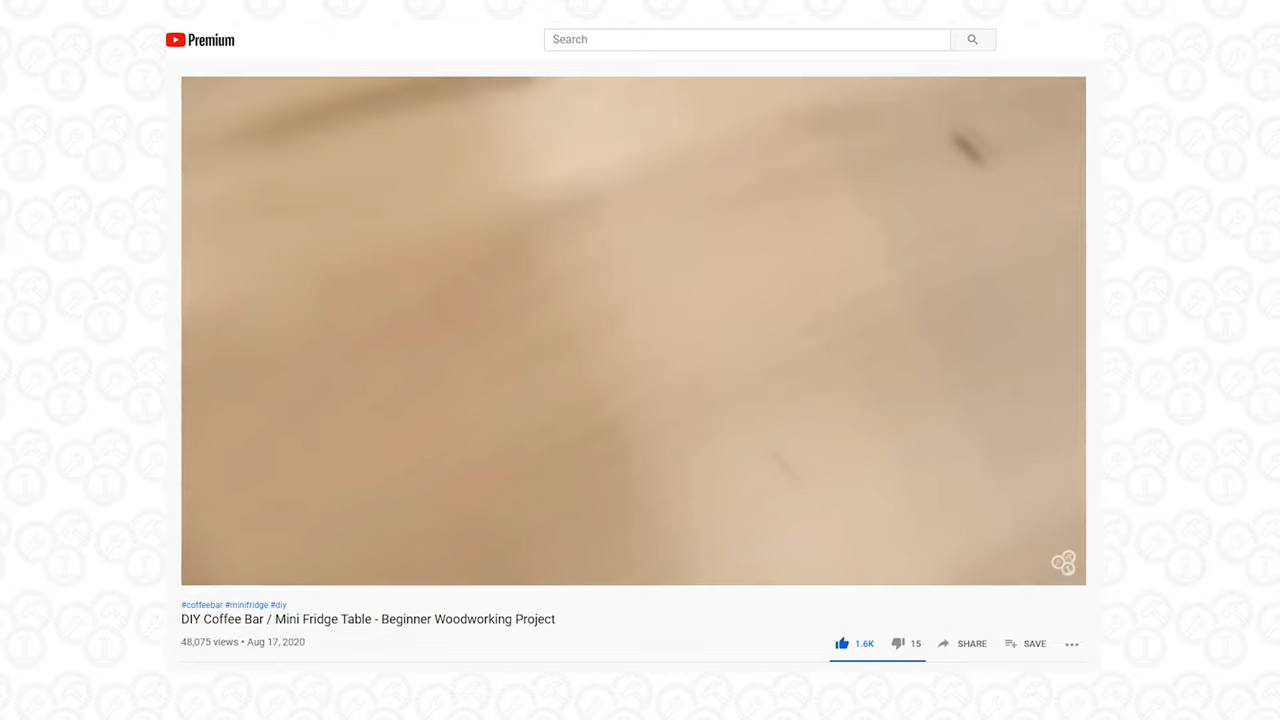 Premium
Search
#coffeebar #minifridge #diy
DIY Coffee Bar / Mini Fridge Table - Beginner Woodworking Project
48,075 views • Aug 17, 2020
1.6K 15 SHARE SAVE